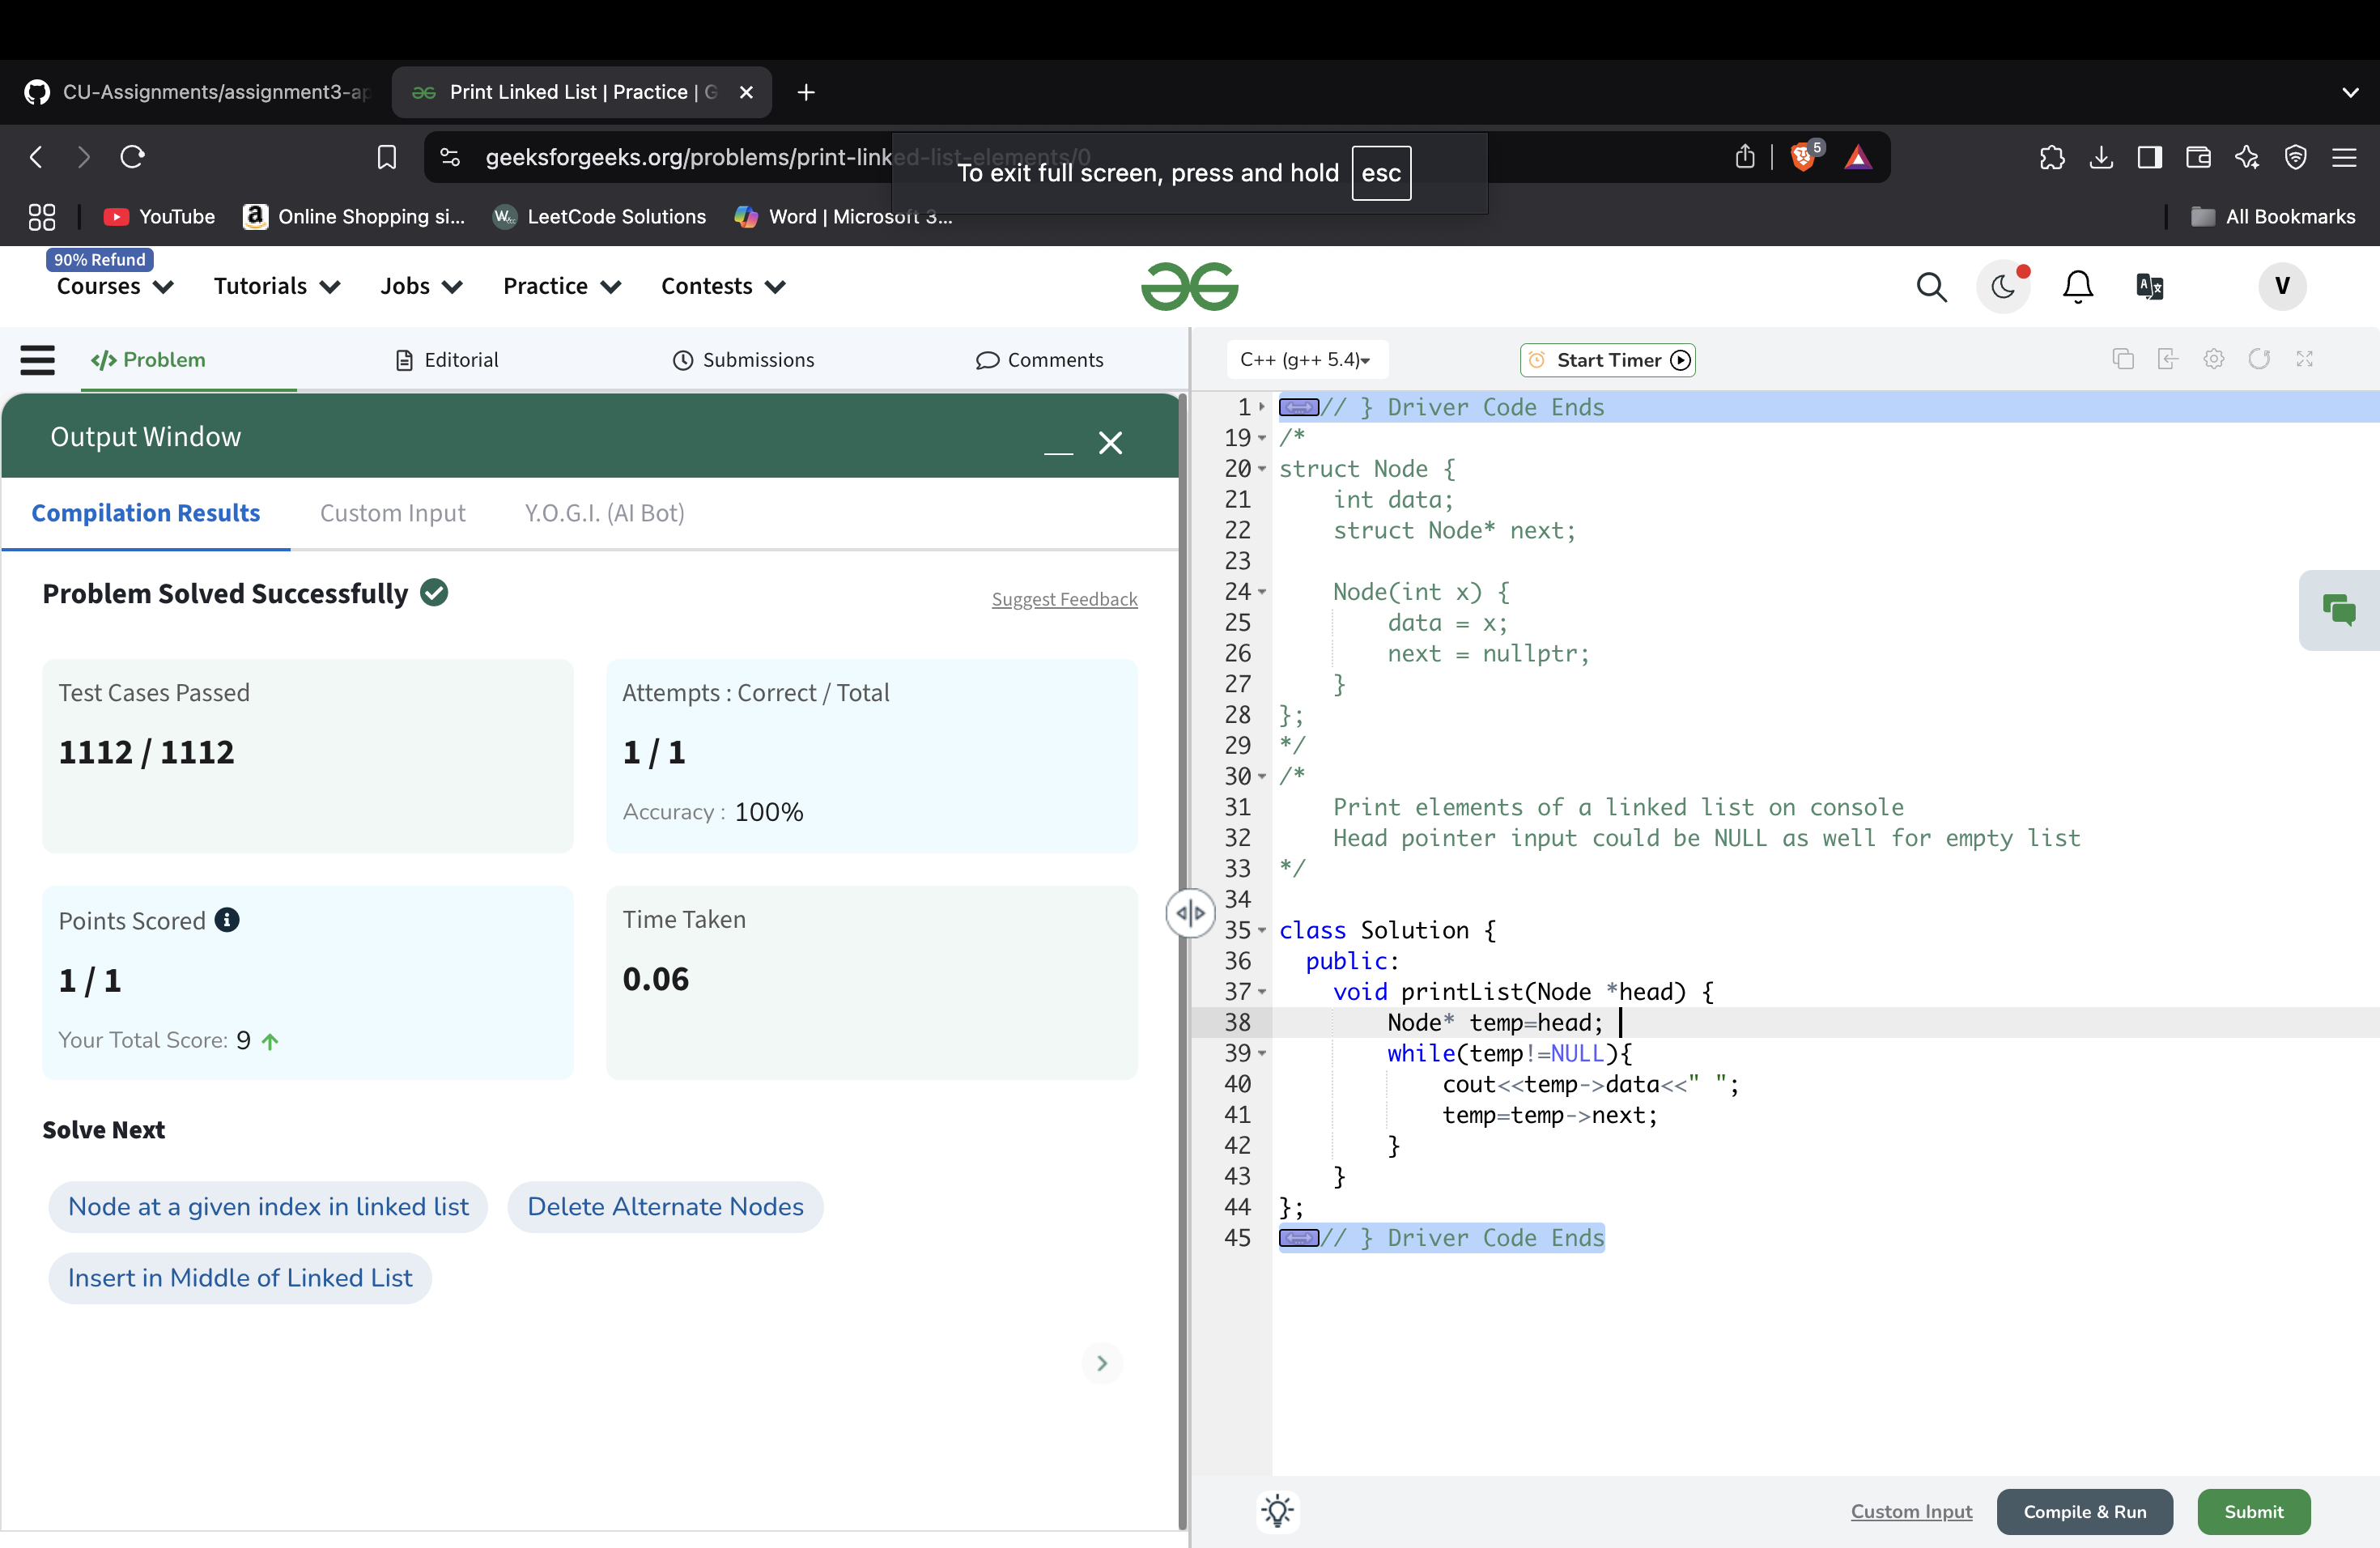 CU-Assignments/assignment3-ap
Print Linked List | Practice | G
geeksforgeeks.org/problems/print-linked-list-elements/0
To exit full screen, press and hold esc
5
YouTube
Online Shopping si...
LeetCode Solutions
Word | Microsoft 3...
All Bookmarks
90% Refund
Courses
Tutorials
Jobs
Practice
Contests
V
</> Problem
Editorial
Submissions
Comments
Output Window
Compilation Results
Custom Input
Y.O.G.I. (AI Bot)
Problem Solved Successfully
Suggest Feedback
Test Cases Passed
1112 / 1112
Attempts : Correct / Total
1 / 1
Accuracy : 100%
Points Scored
1 / 1
Your Total Score: 9
Time Taken
0.06
Solve Next
Node at a given index in linked list
Delete Alternate Nodes
Insert in Middle of Linked List
C++ (g++ 5.4)
Start Timer
1 // } Driver Code Ends
19 /*
20 struct Node {
21     int data;
22     struct Node* next;
23
24     Node(int x) {
25         data = x;
26         next = nullptr;
27     }
28 };
29 */
30 /*
31     Print elements of a linked list on console
32     Head pointer input could be NULL as well for empty list
33 */
34
35 class Solution {
36   public:
37     void printList(Node *head) {
38         Node* temp=head;
39         while(temp!=NULL){
40             cout<<temp->data<<" ";
41             temp=temp->next;
42         }
43     }
44 };
45 // } Driver Code Ends
Custom Input
Compile & Run
Submit